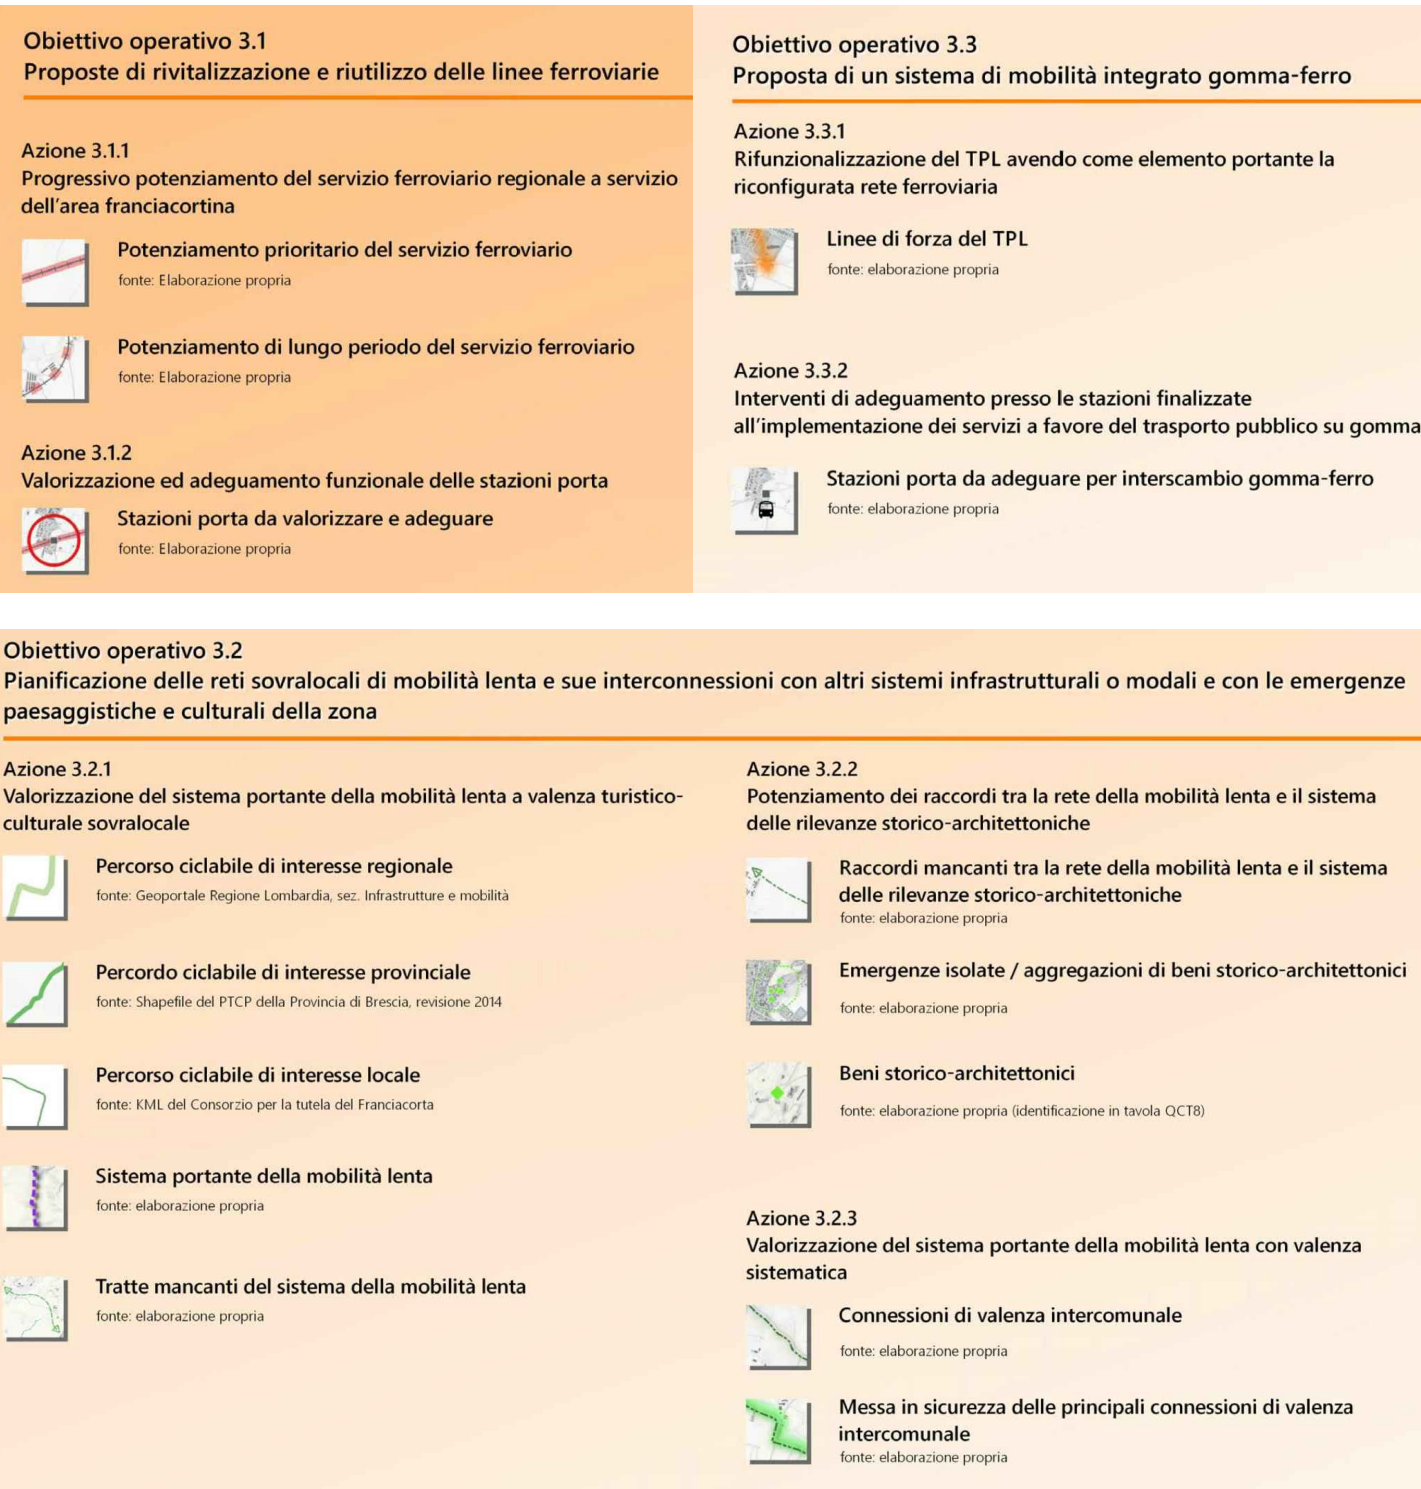 Obiettivo operativo 3.1
Proposte di rivitalizzazione e riutilizzo delle linee ferroviarie
Azione 3.1.1
Progressivo potenziamento del servizio ferroviario regionale a servizio
dell'area franciacortina
Potenziamento prioritario del servizio ferroviario
fonte: Elaborazione propria
Potenziamento di lungo periodo del servizio ferroviario
fonte: Elaborazione propria
Azione 3.1.2
Valorizzazione ed adeguamento funzionale delle stazioni porta
Stazioni porta da valorizzare e adeguare
fonte: Elaborazione propria
Obiettivo operativo 3.3
Proposta di un sistema di mobilità integrato gomma-ferro
Azione 3.3.1
Rifunzionalizzazione del TPL avendo come elemento portante la
riconfigurata rete ferroviaria
Linee di forza del TPL
fonte: elaborazione propria
Azione 3.3.2
Interventi di adeguamento presso le stazioni finalizzate
all'implementazione dei servizi a favore del trasporto pubblico su gomma
Stazioni porta da adeguare per interscambio gomma-ferro
fonte: elaborazione propria
Obiettivo operativo 3.2
Pianificazione delle reti sovralocali di mobilità lenta e sue interconnessioni con altri sistemi infrastrutturali o modali e con le emergenze
paesaggistiche e culturali della zona
Azione 3.2.1
Valorizzazione del sistema portante della mobilità lenta a valenza turistico-
culturale sovralocale
Percorso ciclabile di interesse regionale
fonte: Geoportale Regione Lombardia, sez. Infrastrutture e mobilità
Percordo ciclabile di interesse provinciale
fonte: Shapefile del PTCP della Provincia di Brescia, revisione 2014
Percorso ciclabile di interesse locale
fonte: KML del Consorzio per la tutela del Franciacorta
Sistema portante della mobilità lenta
fonte: elaborazione propria
Tratte mancanti del sistema della mobilità lenta
fonte: elaborazione propria
Azione 3.2.2
Potenziamento dei raccordi tra la rete della mobilità lenta e il sistema
delle rilevanze storico-architettoniche
Raccordi mancanti tra la rete della mobilità lenta e il sistema
delle rilevanze storico-architettoniche
fonte: elaborazione propria
Emergenze isolate / aggregazioni di beni storico-architettonici
fonte: elaborazione propria
Beni storico-architettonici
fonte: elaborazione propria (identificazione in tavola QCT8)
Azione 3.2.3
Valorizzazione del sistema portante della mobilità lenta con valenza
sistematica
Connessioni di valenza intercomunale
fonte: elaborazione propria
Messa in sicurezza delle principali connessioni di valenza
intercomunale
fonte: elaborazione propria